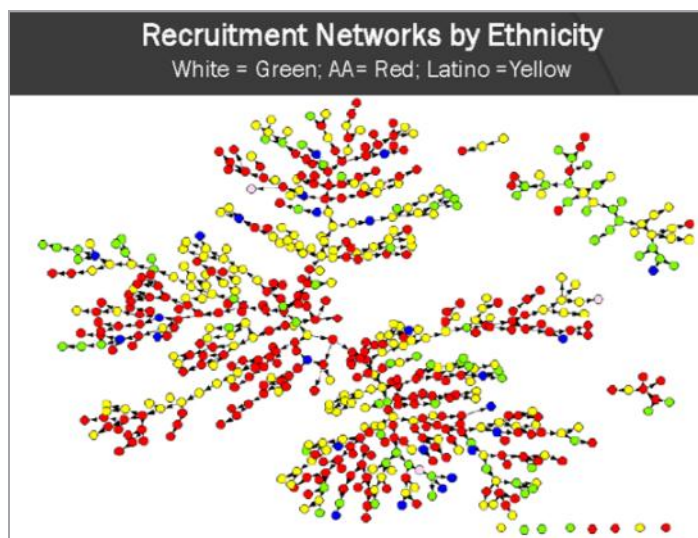 Recruitment Networks by Ethnicity
White = Green; AA= Red; Latino =Yellow